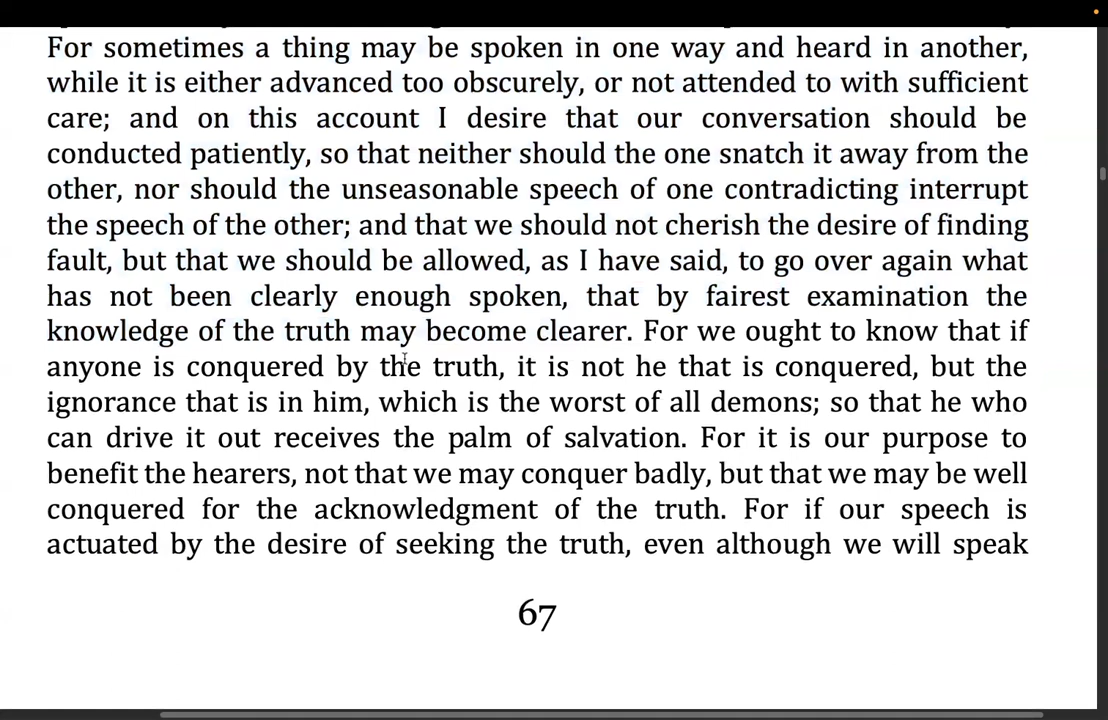 For sometimes a thing may be spoken in one way and heard in another,
while it is either advanced too obscurely, or not attended to with sufficient
care; and on this account I desire that our conversation should be
conducted patiently, so that neither should the one snatch it away from the
other, nor should the unseasonable speech of one contradicting interrupt
the speech of the other; and that we should not cherish the desire of finding
fault, but that we should be allowed, as I have said, to go over again what
has not been clearly enough spoken, that by fairest examination the
knowledge of the truth may become clearer. For we ought to know that if
anyone is conquered by the truth, it is not he that is conquered, but the
ignorance that is in him, which is the worst of all demons; so that he who
can drive it out receives the palm of salvation. For it is our purpose to
benefit the hearers, not that we may conquer badly, but that we may be well
conquered for the acknowledgment of the truth. For if our speech is
actuated by the desire of seeking the truth, even although we will speak
67